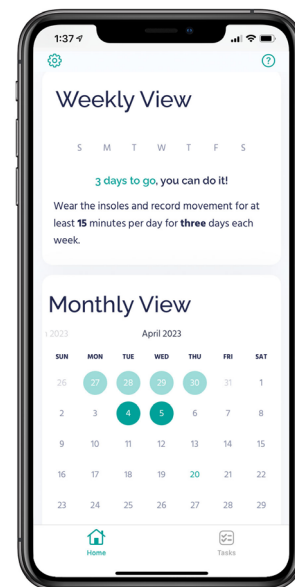 1:37
?
Weekly View
S M T W T F S
3 days to go, you can do it!
Wear the insoles and record movement for at
least 15 minutes per day for three days each
week.
Monthly View
2023 April 2023
SUN MON TUE WED THU FRI SAT
26 27 28 29 30 31 1
2 3 4 5 6 7 8
9 10 11 12 13 14 15
16 17 18 19 20 21 22
23 24 25 26 27 28 29
Home Tasks